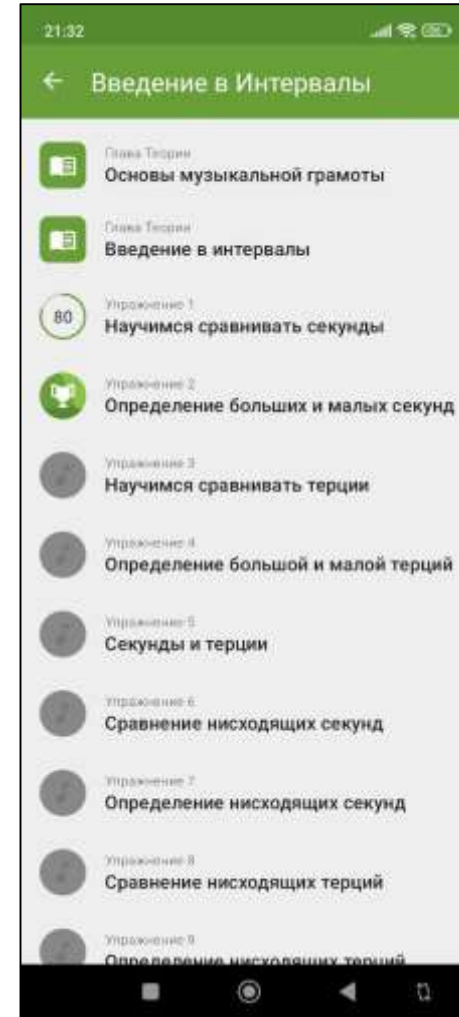 21:32
Введение в Интервалы
Глава Теории
Основы музыкальной грамоты
Глава Теории
Введение в интервалы
80
Упражнение 1
Научимся сравнивать секунды
Упражнение 2
Определение больших и малых секунд
Упражнение 3
Научимся сравнивать терции
Упражнение 4
Определение большой и малой терций
Упражнение 5
Секунды и терции
Упражнение 6
Сравнение нисходящих секунд
Упражнение 7
Определение нисходящих секунд
Упражнение 8
Сравнение нисходящих терций
Упражнение 9
Определение нисходящих терций